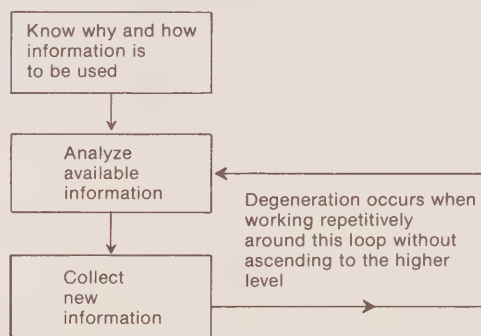 Know why and how
information is
to be used
Analyze
available
information
Degeneration occurs when
working repetitively
around this loop without
ascending to the higher
level
Collect
new
information